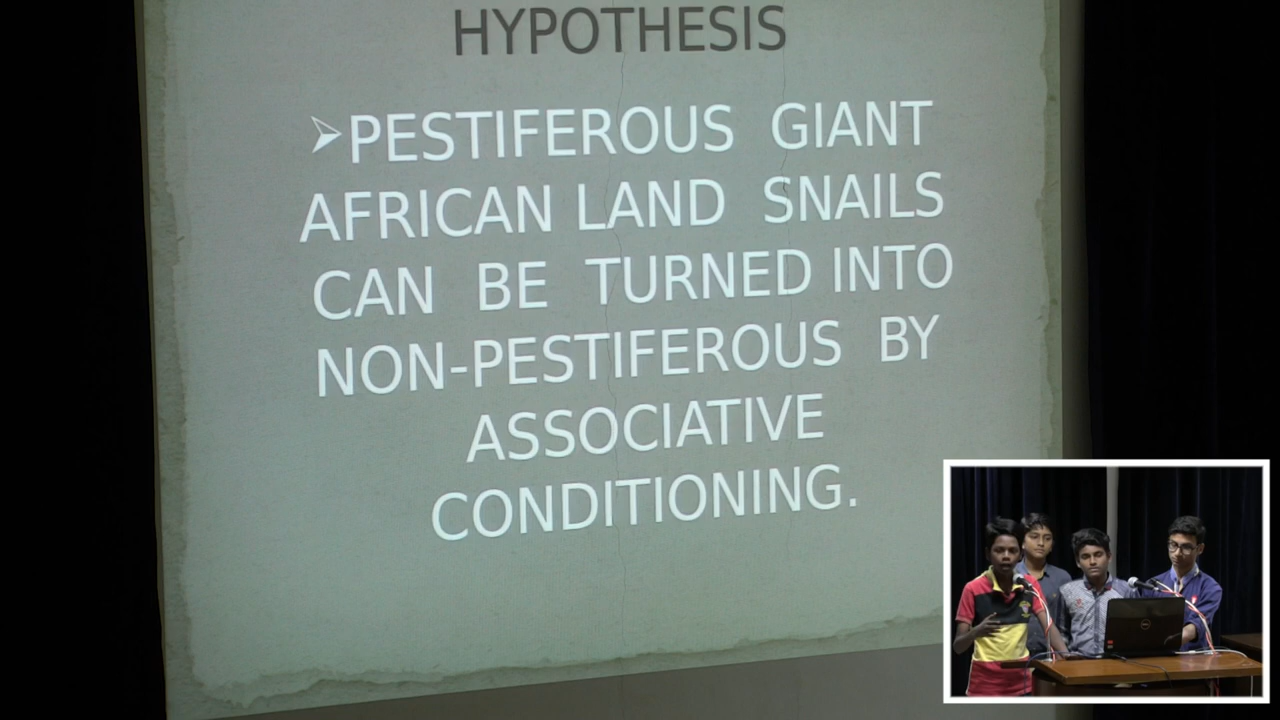 HYPOTHESIS
➢PESTIFEROUS GIANT
AFRICAN LAND SNAILS
CAN BE TURNED INTO
NON-PESTIFEROUS BY
ASSOCIATIVE
CONDITIONING.